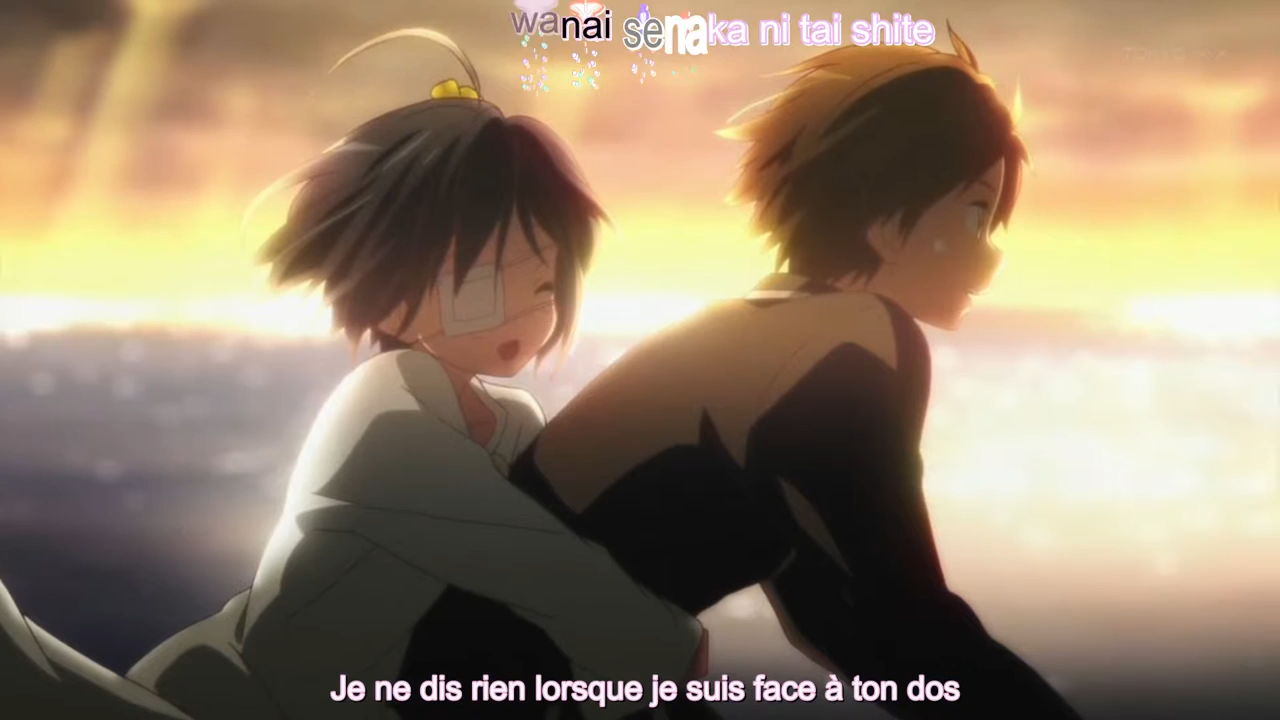 wanai senaka ni tai shite
Je ne dis rien lorsque je suis face à ton dos